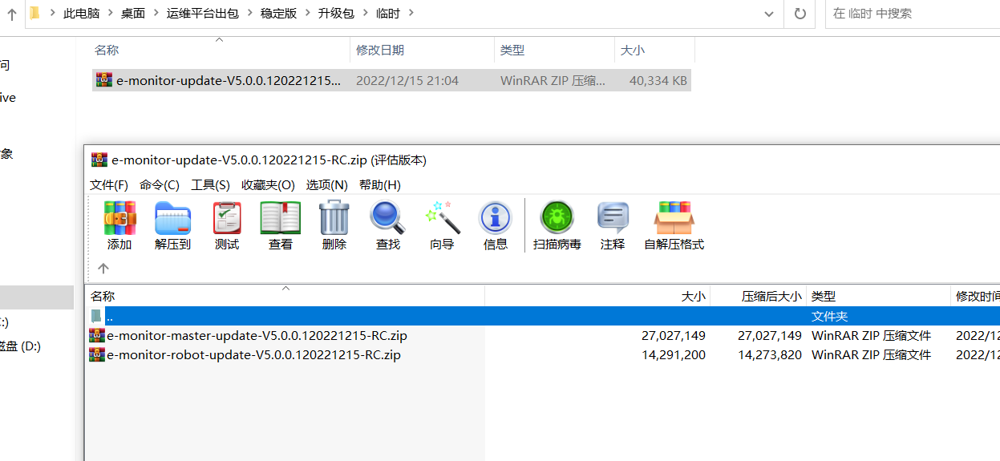 此电脑 > 桌面 > 运维平台出包 > 稳定版 > 升级包 > 临时 >
在 临时 中搜索
名称 修改日期 类型 大小
问
e-monitor-update-V5.0.0.120221215... 2022/12/15 21:04 WinRAR ZIP 压缩... 40,334 KB
ive
象
e-monitor-update-V5.0.0.120221215-RC.zip (评估版本)
文件(F) 命令(C) 工具(S) 收藏夹(O) 选项(N) 帮助(H)
添加 解压到 测试 查看 删除 查找 向导 信息 扫描病毒 注释 自解压格式
名称 大小 压缩后大小 类型 修改时间
.. 文件夹
:)
e-monitor-master-update-V5.0.0.120221215-RC.zip 27,027,149 27,027,149 WinRAR ZIP 压缩文件 2022/12
盘 (D:)
e-monitor-robot-update-V5.0.0.120221215-RC.zip 14,291,200 14,273,820 WinRAR ZIP 压缩文件 2022/12